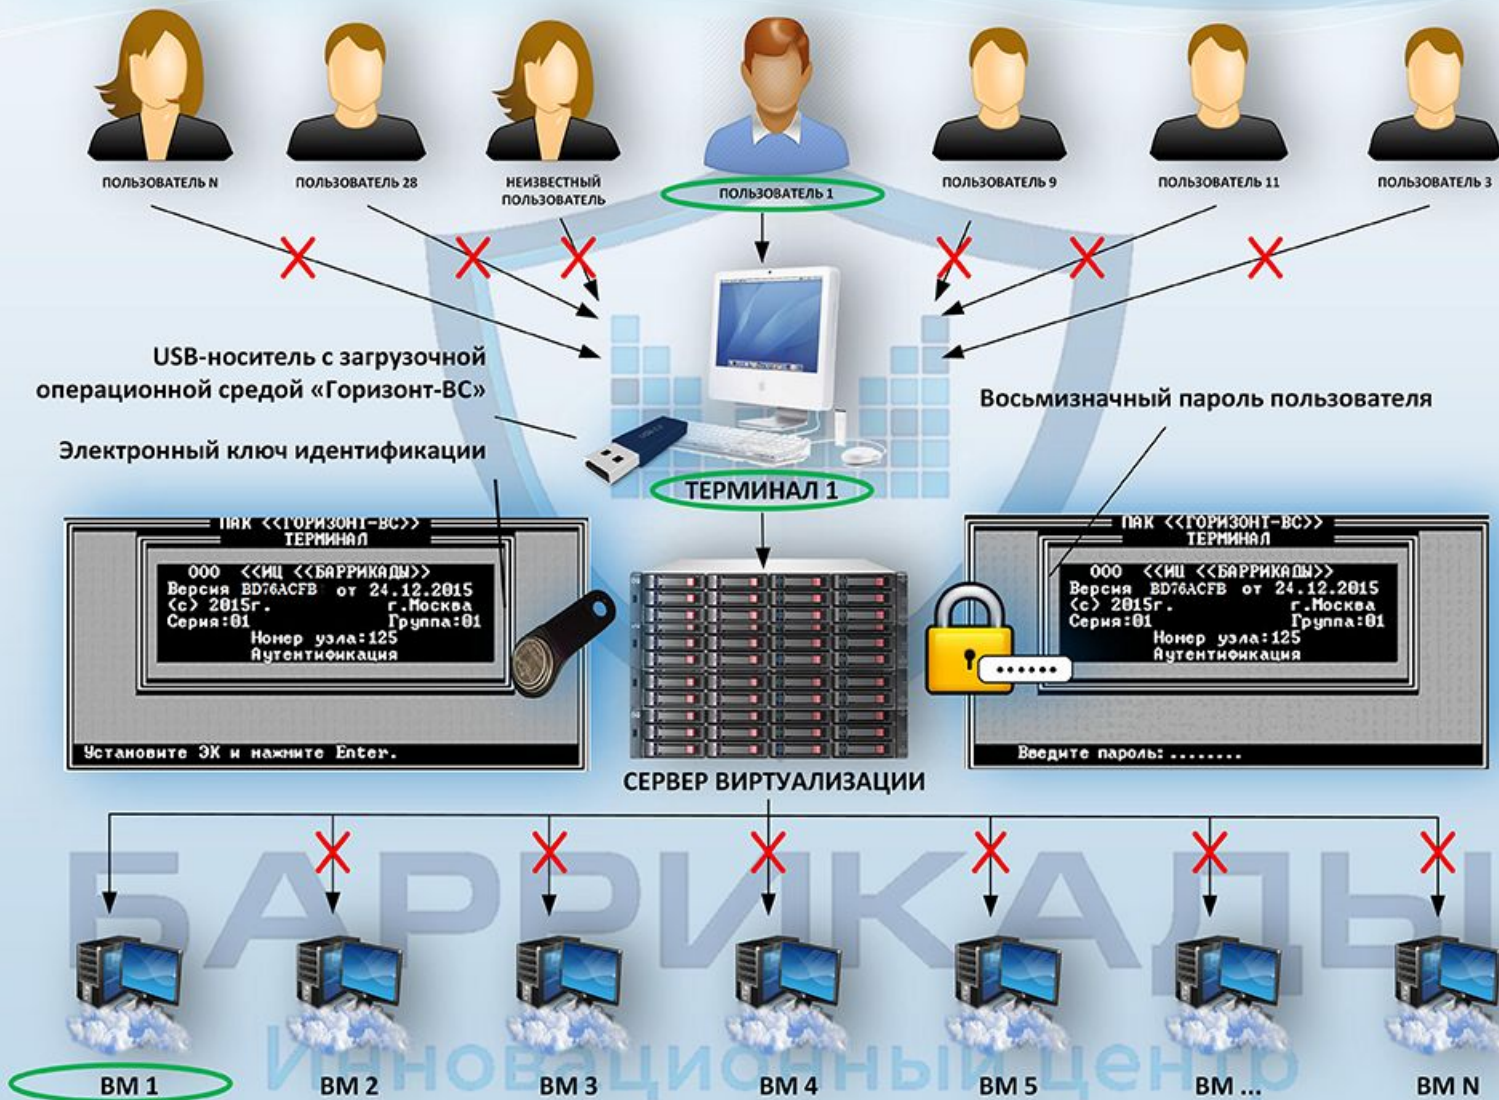 ПОЛЬЗОВАТЕЛЬ N
ПОЛЬЗОВАТЕЛЬ 28
НЕИЗВЕСТНЫЙ
ПОЛЬЗОВАТЕЛЬ
ПОЛЬЗОВАТЕЛЬ 1
ПОЛЬЗОВАТЕЛЬ 9
ПОЛЬЗОВАТЕЛЬ 11
ПОЛЬЗОВАТЕЛЬ 3
USB-носитель с загрузочной
операционной средой «Горизонт-ВС»
Электронный ключ идентификации
Восьмизначный пароль пользователя
ТЕРМИНАЛ 1
ПАК <<ГОРИЗОНТ-ВС>>
ТЕРМИНАЛ
ООО <<ИЦ <<БАРРИКАДЫ>>
Версия BD76ACFB от 24.12.2015
(c) 2015г. г.Москва
Серия:01 Группа:01
Номер узла:125
Аутентификация
Установите ЭК и нажмите Enter.
ПАК <<ГОРИЗОНТ-ВС>>
ТЕРМИНАЛ
ООО <<ИЦ <<БАРРИКАДЫ>>
Версия BD76ACFB от 24.12.2015
(c) 2015г. г.Москва
Серия:01 Группа:01
Номер узла:125
Аутентификация
Введите пароль:........
СЕРВЕР ВИРТУАЛИЗАЦИИ
БАРРИКАДЫ
Инновационный центр
ВМ 1
ВМ 2
ВМ 3
ВМ 4
ВМ 5
ВМ ...
ВМ N